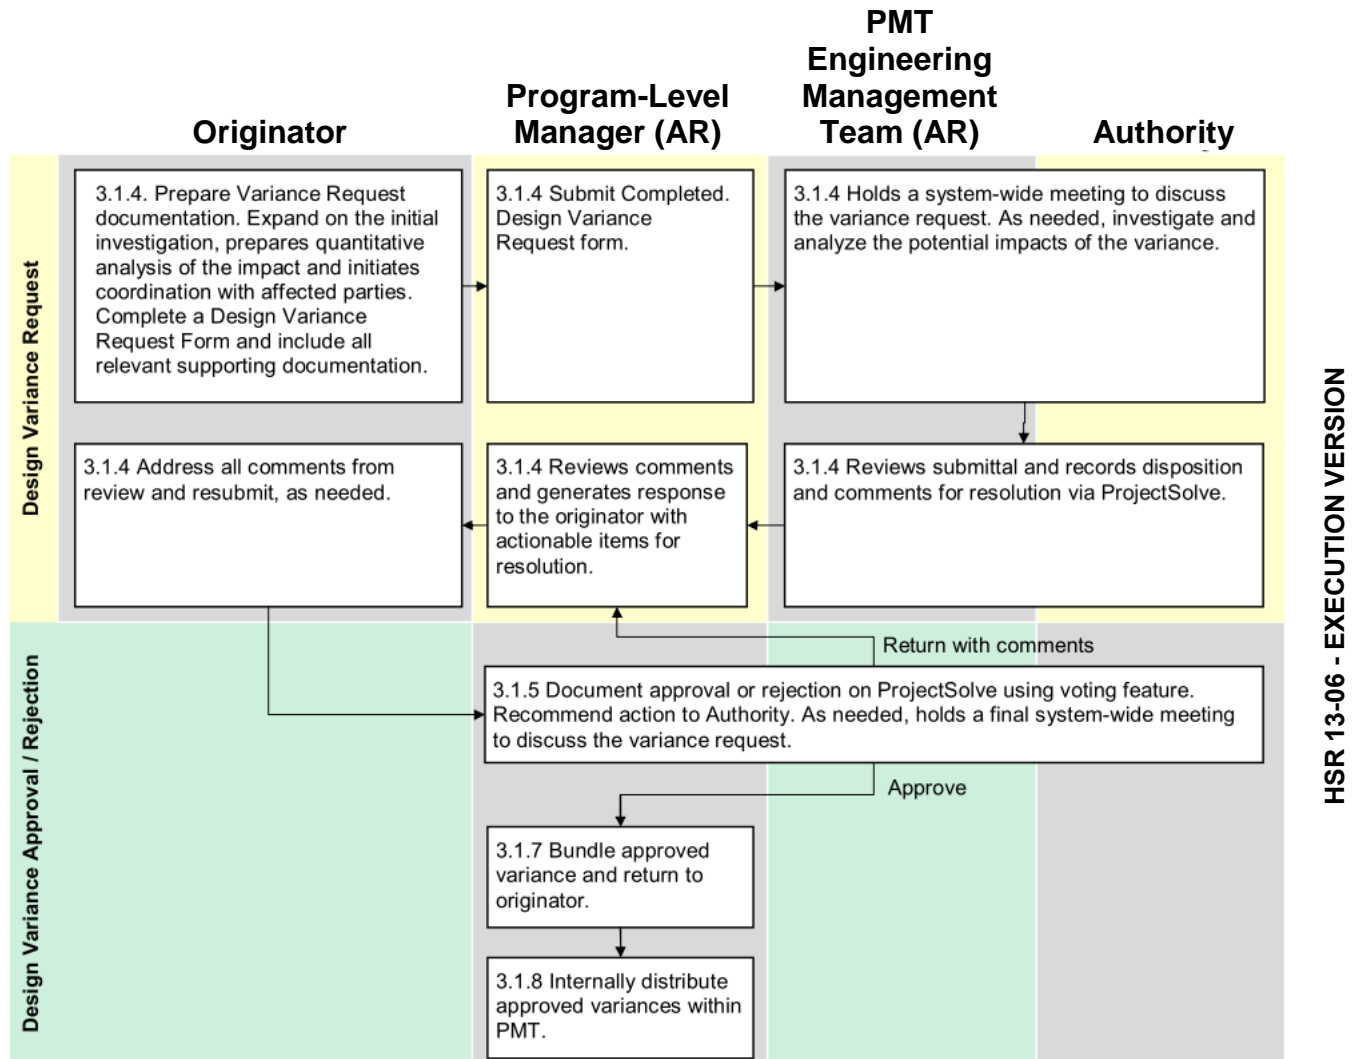 PMT
Engineering
Management
Team (AR)
Program-Level
Manager (AR)
Originator
Authority
Design Variance Request
3.1.4. Prepare Variance Request
documentation. Expand on the initial
investigation, prepares quantitative
analysis of the impact and initiates
coordination with affected parties.
Complete a Design Variance
Request Form and include all
relevant supporting documentation.
3.1.4 Submit Completed.
Design Variance
Request form.
3.1.4 Holds a system-wide meeting to discuss
the variance request. As needed, investigate and
analyze the potential impacts of the variance.
3.1.4 Address all comments from
review and resubmit, as needed.
3.1.4 Reviews comments
and generates response
to the originator with
actionable items for
resolution.
3.1.4 Reviews submittal and records disposition
and comments for resolution via ProjectSolve.
Design Variance Approval / Rejection
Return with comments
3.1.5 Document approval or rejection on ProjectSolve using voting feature.
Recommend action to Authority. As needed, holds a final system-wide meeting
to discuss the variance request.
Approve
3.1.7 Bundle approved
variance and return to
originator.
3.1.8 Internally distribute
approved variances within
PMT.
HSR 13-06 - EXECUTION VERSION